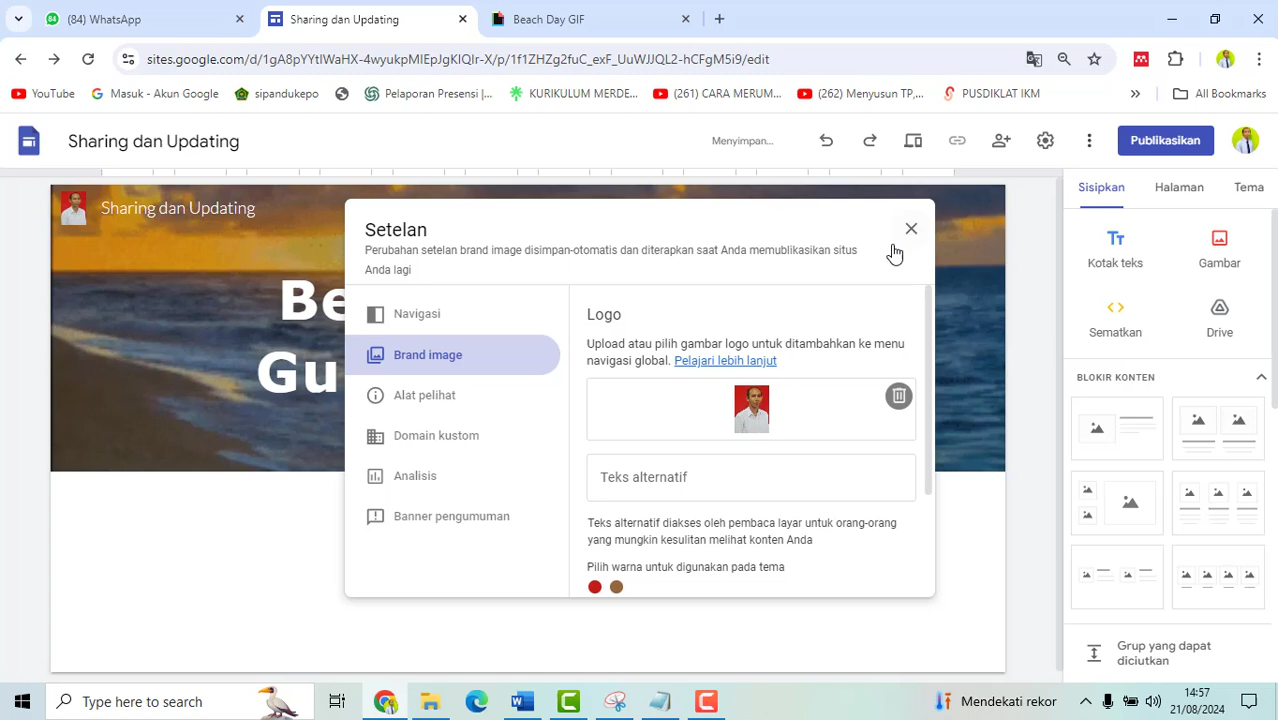 (84) WhatsApp
Sharing and Updating
Beach Day GIF
sites.google.com/d/1gA8pYYtIWaHX-4wyukpMIEpJgKIQIr-X/p/1f1ZHZg2fuC_exF_UuWJJQL2-hCFgM5i9/edit
YouTube
Masuk - Akun Google
sipandukepo
Pelaporan Presensi (...
KURIKULUM MERDE...
(261) CARA MERUM...
(262) Menyusun TP,...
PUSDIKLAT IKM
All Bookmarks
Sharing dan Updating
Menyimpan...
Publikasikan
Sharing dan Updating
Be
Gu
Setelan
Perubahan setelan brand image disimpan-otomatis dan diterapkan saat Anda memublikasikan situs
Anda lagi
Navigasi
Brand image
Alat pelihat
Domain kustom
Analisis
Banner pengumuman
Logo
Upload atau pilih gambar logo untuk ditambahkan ke menu
navigasi global. Pelajari lebih lanjut
Teks alternatif
Teks alternatif diakses oleh pembaca layar untuk orang-orang
yang mungkin kesulitan melihat konten Anda
Pilih warna untuk digunakan pada tema
Sisipkan
Halaman
Tema
Tt
Kotak teks
Gambar
Sematkan
Drive
BLOKIR KONTEN
Grup yang dapat
diciutkan
Type here to search
Mendekati rekor
14:57
21/08/2024